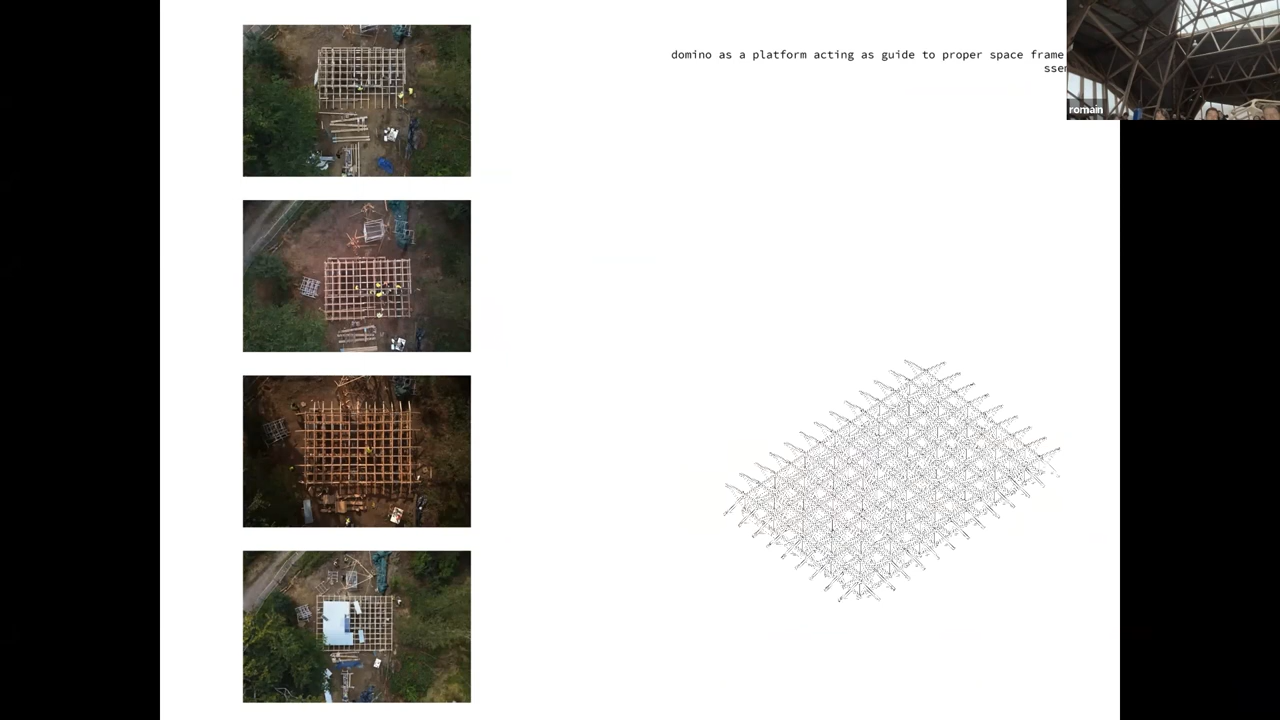 domino as a platform acting as guide to proper space frame
romain